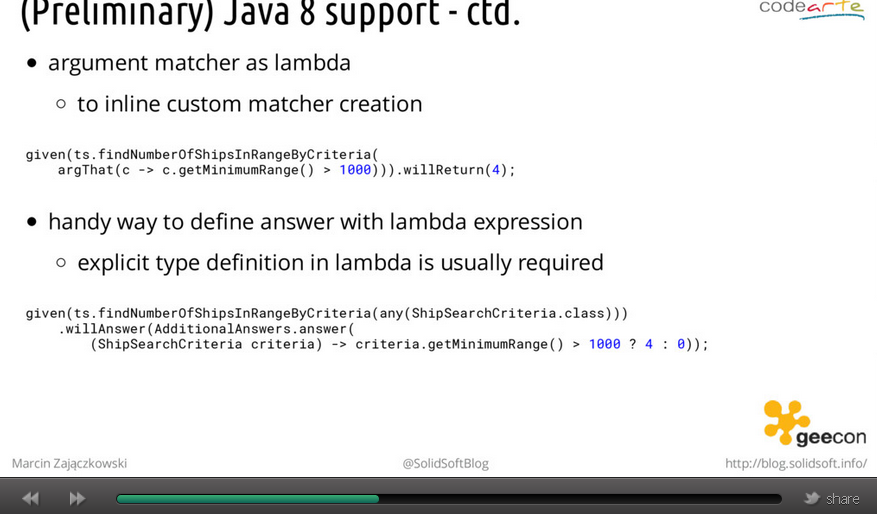 (Preliminary) Java 8 support - ctd.
codearte
• argument matcher as lambda
○ to inline custom matcher creation
given(ts.findNumberOfShipsInRangeByCriteria(
argThat(c -> c.getMinimumRange() > 1000))).willReturn(4);
• handy way to define answer with lambda expression
○ explicit type definition in lambda is usually required
given(ts.findNumberOfShipsInRangeByCriteria(any(ShipSearchCriteria.class)))
.willAnswer(AdditionalAnswers.answer(
(ShipSearchCriteria criteria) -> criteria.getMinimumRange() > 1000 ? 4 : 0));
geecon
Marcin Zajączkowski
@SolidSoftBlog
http://blog.solidsoft.info/
share